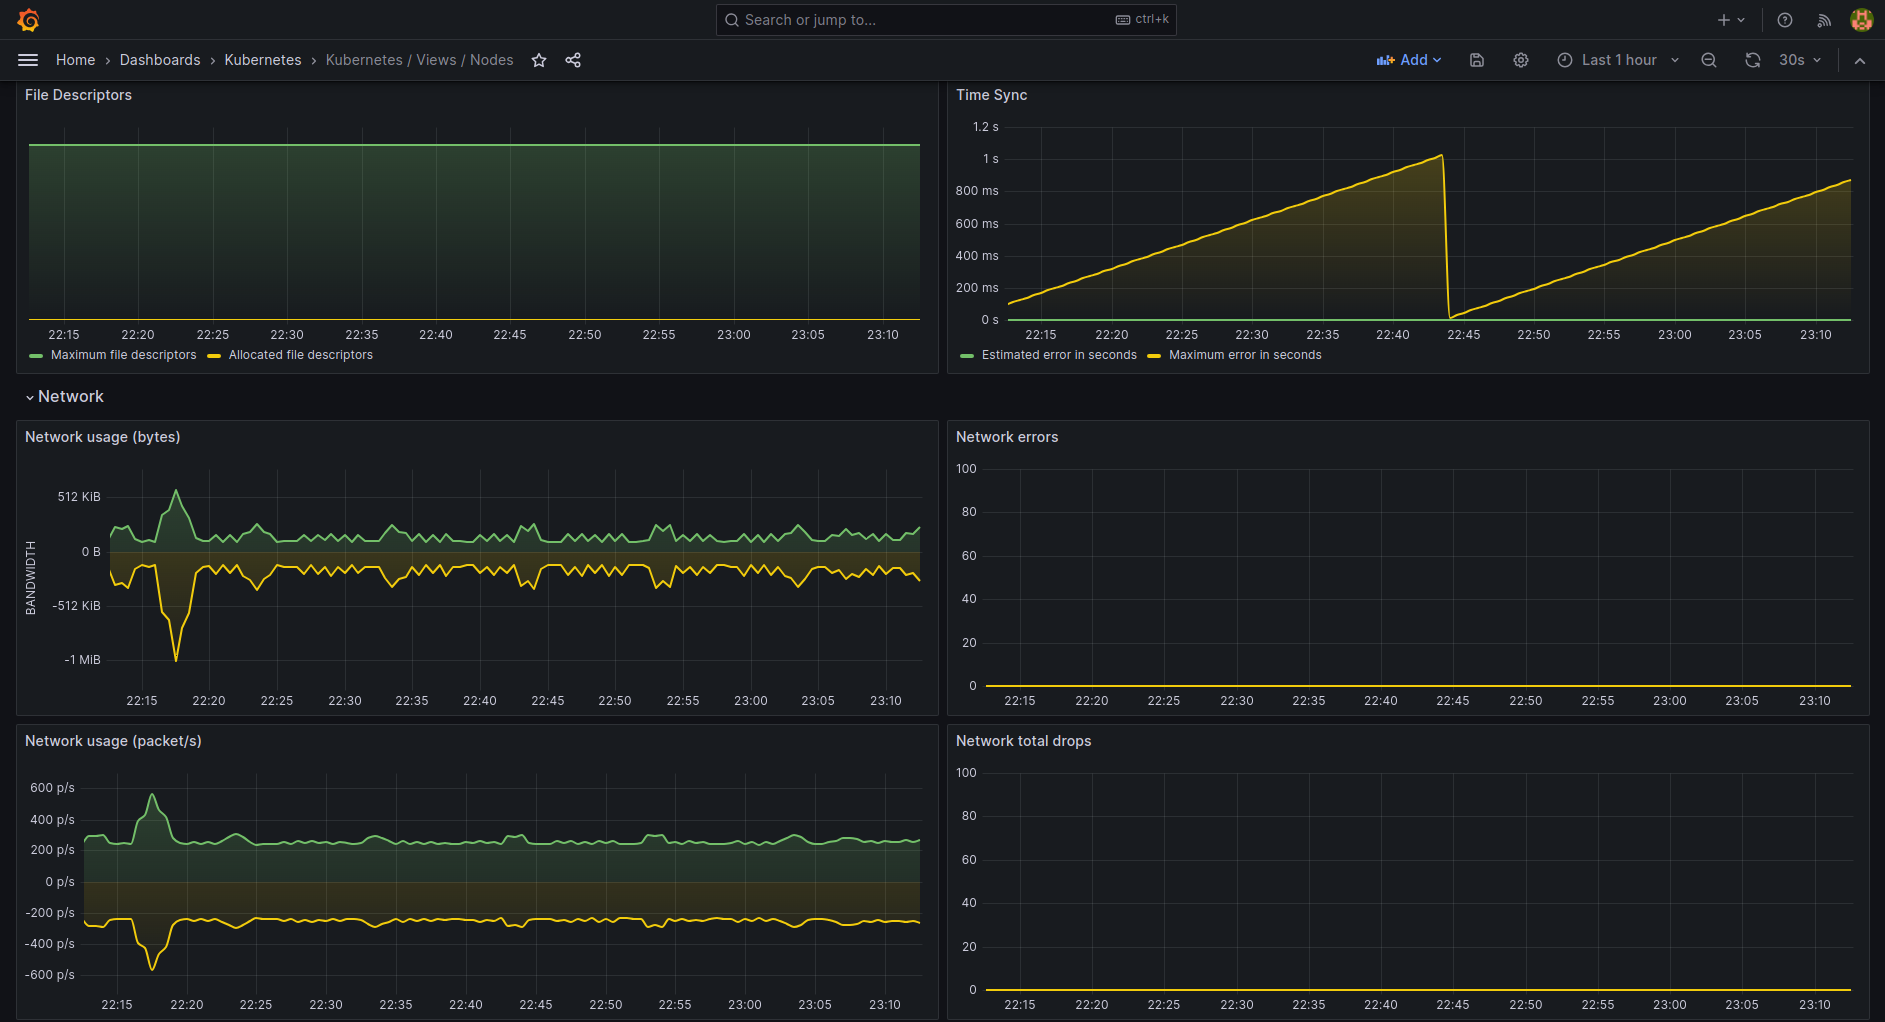 Search or jump to...
ctrl+k
Home › Dashboards › Kubernetes › Kubernetes / Views / Nodes
Add
Last 1 hour
30s
File Descriptors
22:15 22:20 22:25 22:30 22:35 22:40 22:45 22:50 22:55 23:00 23:05 23:10
Maximum file descriptors Allocated file descriptors
Time Sync
1.2 s
1 s
800 ms
600 ms
400 ms
200 ms
0 s
22:15 22:20 22:25 22:30 22:35 22:40 22:45 22:50 22:55 23:00 23:05 23:10
Estimated error in seconds Maximum error in seconds
Network
Network usage (bytes)
BANDWIDTH
512 KiB
0 B
-512 KiB
-1 MiB
22:15 22:20 22:25 22:30 22:35 22:40 22:45 22:50 22:55 23:00 23:05 23:10
Network errors
100
80
60
40
20
0
22:15 22:20 22:25 22:30 22:35 22:40 22:45 22:50 22:55 23:00 23:05 23:10
Network usage (packet/s)
600 p/s
400 p/s
200 p/s
0 p/s
-200 p/s
-400 p/s
-600 p/s
22:15 22:20 22:25 22:30 22:35 22:40 22:45 22:50 22:55 23:00 23:05 23:10
Network total drops
100
80
60
40
20
0
22:15 22:20 22:25 22:30 22:35 22:40 22:45 22:50 22:55 23:00 23:05 23:10